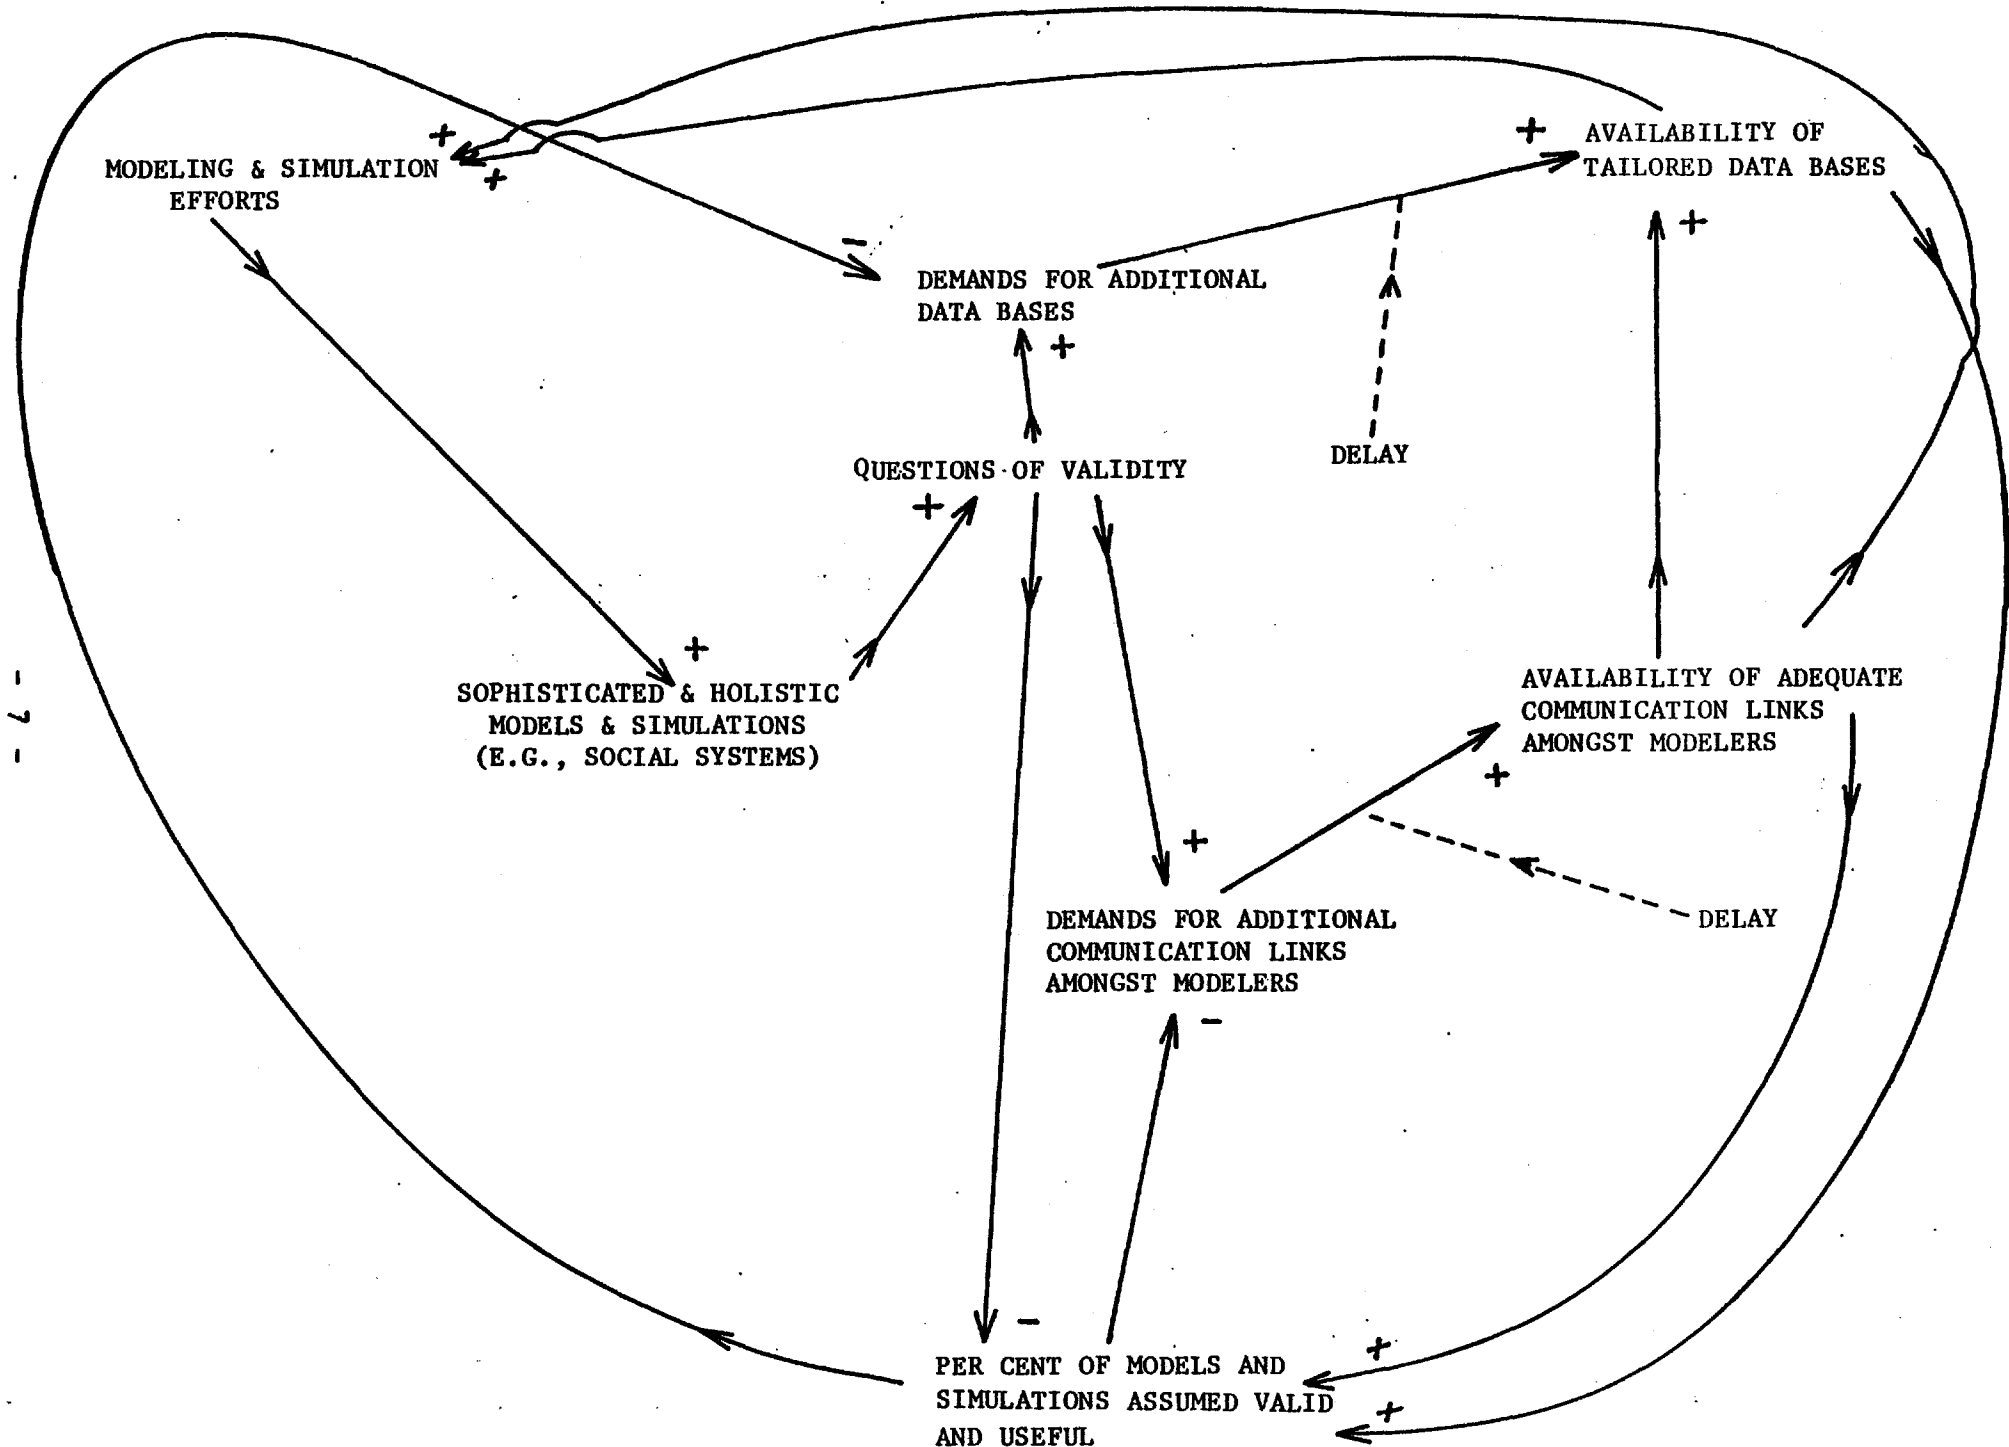 +
MODELING & SIMULATION
EFFORTS
+
+
AVAILABILITY OF
TAILORED DATA BASES
+
-
DEMANDS FOR ADDITIONAL
DATA BASES
+
DELAY
QUESTIONS OF VALIDITY
+
+
SOPHISTICATED & HOLISTIC
MODELS & SIMULATIONS
(E.G., SOCIAL SYSTEMS)
AVAILABILITY OF ADEQUATE
COMMUNICATION LINKS
AMONGST MODELERS
+
- 7 -
+
DEMANDS FOR ADDITIONAL
COMMUNICATION LINKS
AMONGST MODELERS
DELAY
-
-
+
PER CENT OF MODELS AND
SIMULATIONS ASSUMED VALID
AND USEFUL
+